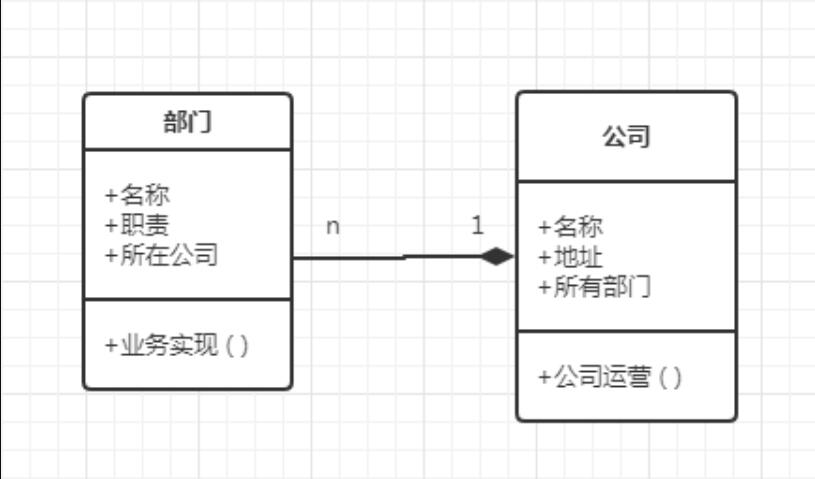 部门
+名称
+职责
+所在公司
+业务实现()
n
1
公司
+名称
+地址
+所有部门
+公司运营()